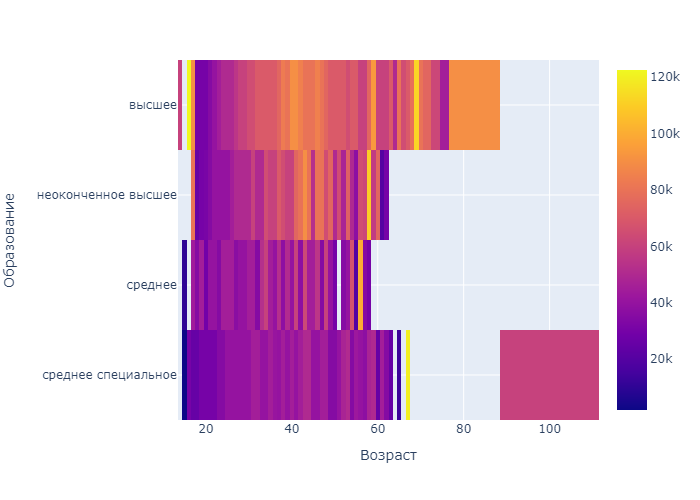 Образование
высшее
неоконченное высшее
среднее
среднее специальное
20 40 60 80 100
Возраст
120k
100k
80k
60k
40k
20k